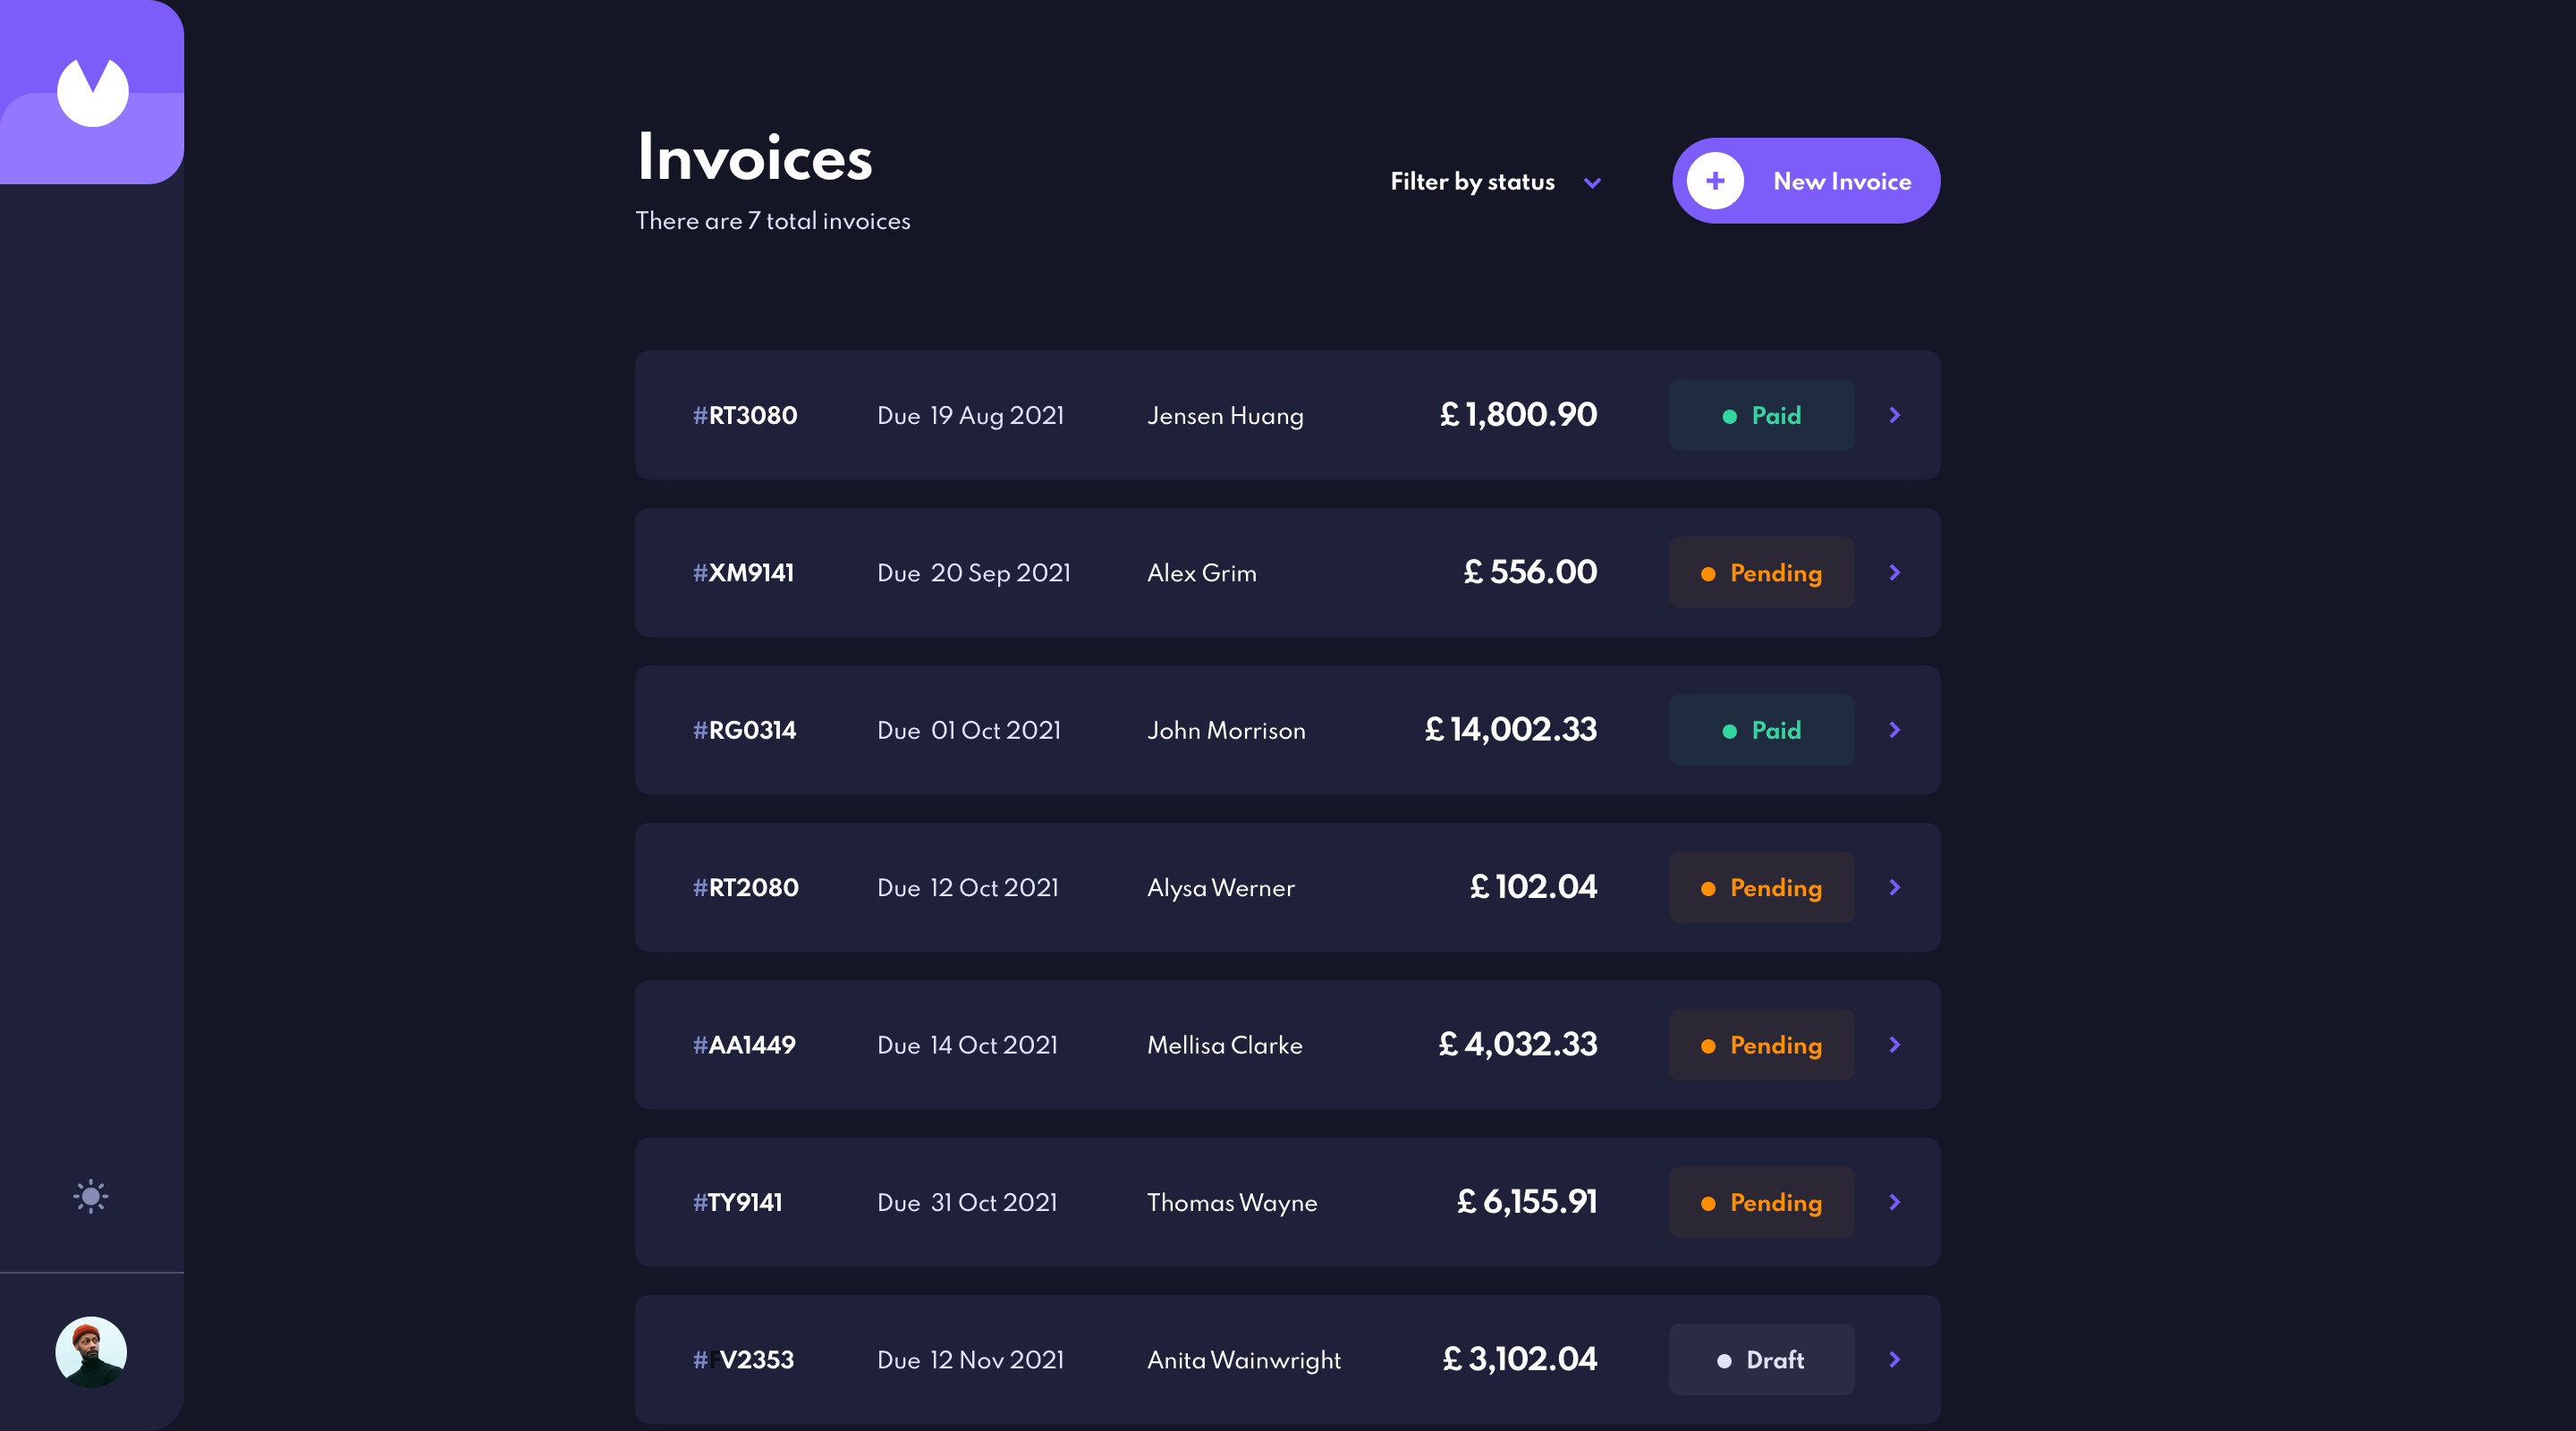 Invoices
There are 7 total invoices
Filter by status
New Invoice
#RT3080 Due 19 Aug 2021 Jensen Huang £ 1,800.90 Paid
#XM9141 Due 20 Sep 2021 Alex Grim £ 556.00 Pending
#RG0314 Due 01 Oct 2021 John Morrison £ 14,002.33 Paid
#RT2080 Due 12 Oct 2021 Alysa Werner £ 102.04 Pending
#AA1449 Due 14 Oct 2021 Mellisa Clarke £ 4,032.33 Pending
#TY9141 Due 31 Oct 2021 Thomas Wayne £ 6,155.91 Pending
#FV2353 Due 12 Nov 2021 Anita Wainwright £ 3,102.04 Draft